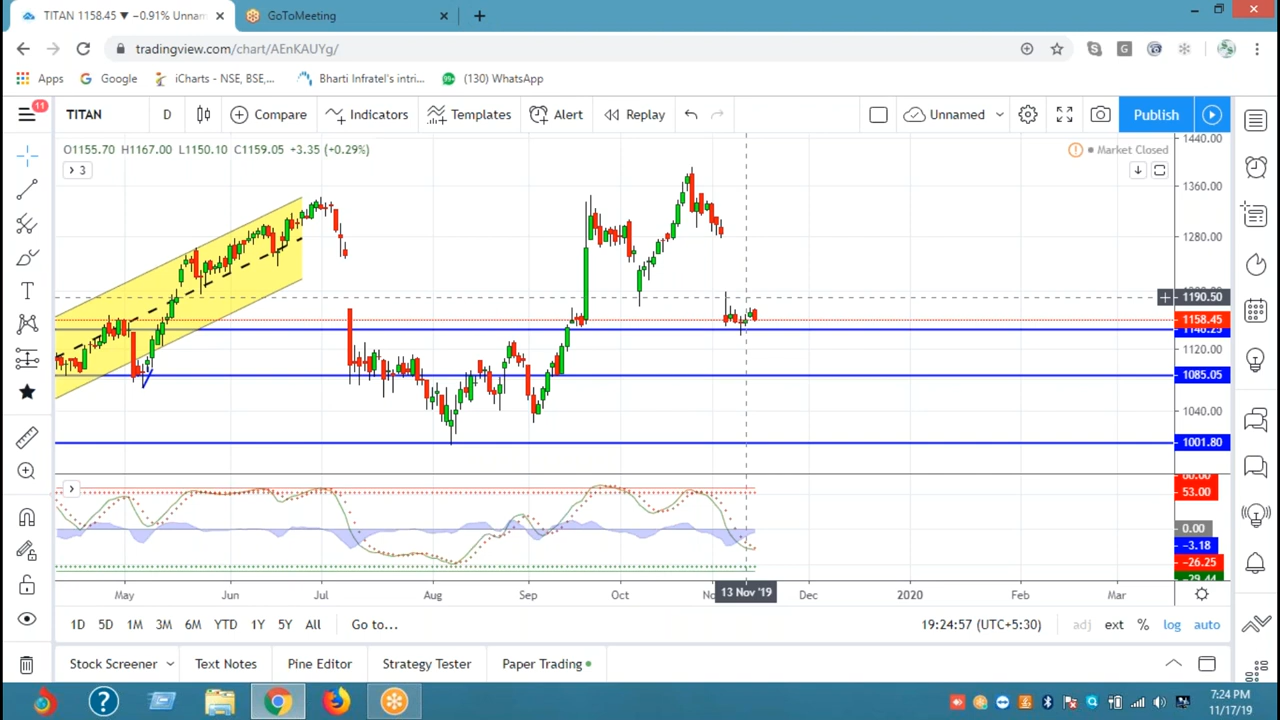 TITAN 1158.45 ▼ −0.91% Unnam
GoToMeeting
tradingview.com/chart/AEnKAUYg/
Apps
Google
iCharts - NSE, BSE,...
Bharti Infratel's intri...
(130) WhatsApp
11
TITAN
D
Compare
Indicators
Templates
Alert
Replay
Unnamed
Publish
O1155.70 H1167.00 L1150.10 C1159.05 +3.35 (+0.29%)
Market Closed
3
1440.00
1360.00
1280.00
1190.50
1158.45
1146.25
1120.00
1085.05
1040.00
1001.80
53.00
0.00
−3.18
−26.25
−29.44
May
Jun
Jul
Aug
Sep
Oct
13 Nov '19
Dec
2020
Feb
Mar
1D 5D 1M 3M 6M YTD 1Y 5Y All Go to...
19:24:57 (UTC+5:30)
adj ext % log auto
Stock Screener
Text Notes
Pine Editor
Strategy Tester
Paper Trading
7:24 PM
11/17/19